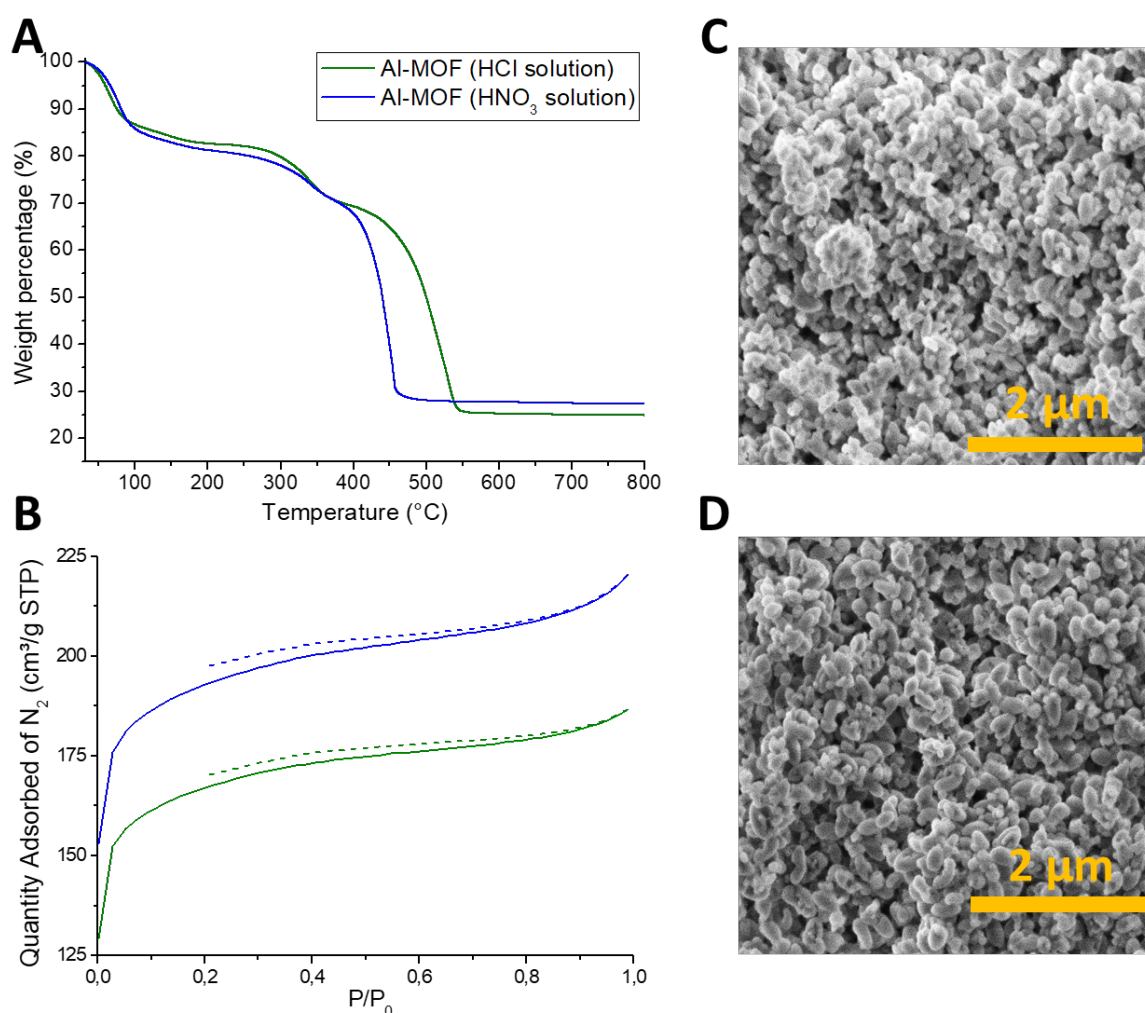 A
100
90
80
70
60
50
40
30
20
Weight percentage (%)
Al-MOF (HCl solution)
Al-MOF (HNO₃ solution)
100 200 300 400 500 600 700 800
Temperature (°C)
B
225
200
175
150
125
Quantity Adsorbed of N₂ (cm³/g STP)
0,0 0,2 0,4 0,6 0,8 1,0
P/P₀
C
2 µm
D
2 µm